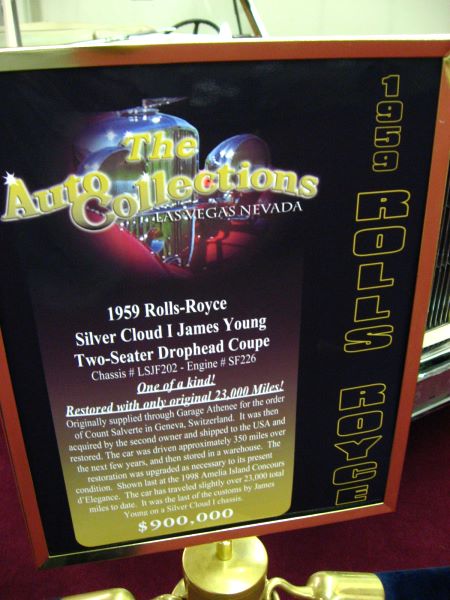 The
Auto Collections
LAS VEGAS NEVADA
1959 Rolls-Royce
Silver Cloud I James Young
Two-Seater Drophead Coupe
Chassis # LSJF202 - Engine # SF226
One of a kind!
Restored with only original 23,000 Miles!
Originally supplied through Garage Athenee for the order
of Count Salverte in Geneva, Switzerland. It was then
acquired by the second owner and shipped to the USA and
restored. The car was driven approximately 350 miles over
the next few years, and then stored in a warehouse. The
restoration was upgraded as necessary to its present
condition. Shown last at the 1998 Amelia Island Concours
d'Elegance. The car has traveled slightly over 23,000 total
miles to date. It was the last of the customs by James
Young on a Silver Cloud I chassis.
$900,000
1959 ROLLS ROYCE